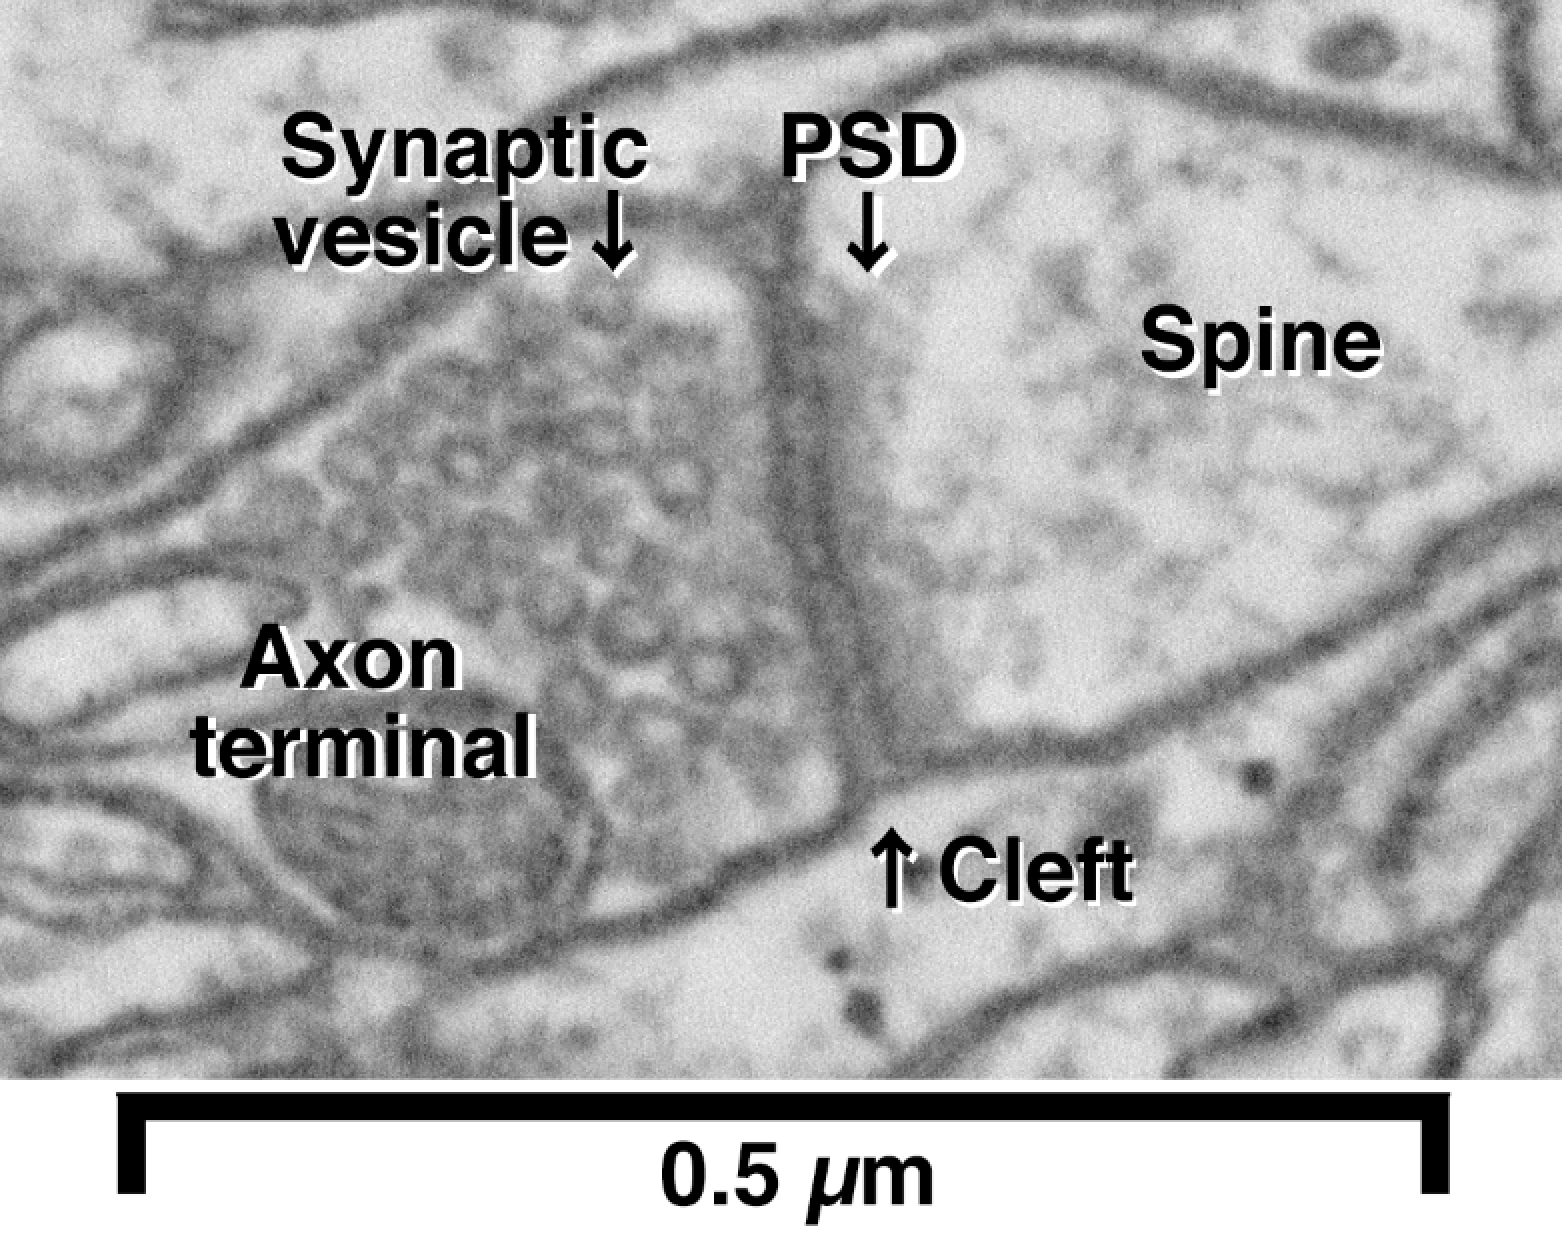 Synaptic
vesicle ↓
PSD
↓
Spine
Axon
terminal
↑ Cleft
0.5 µm